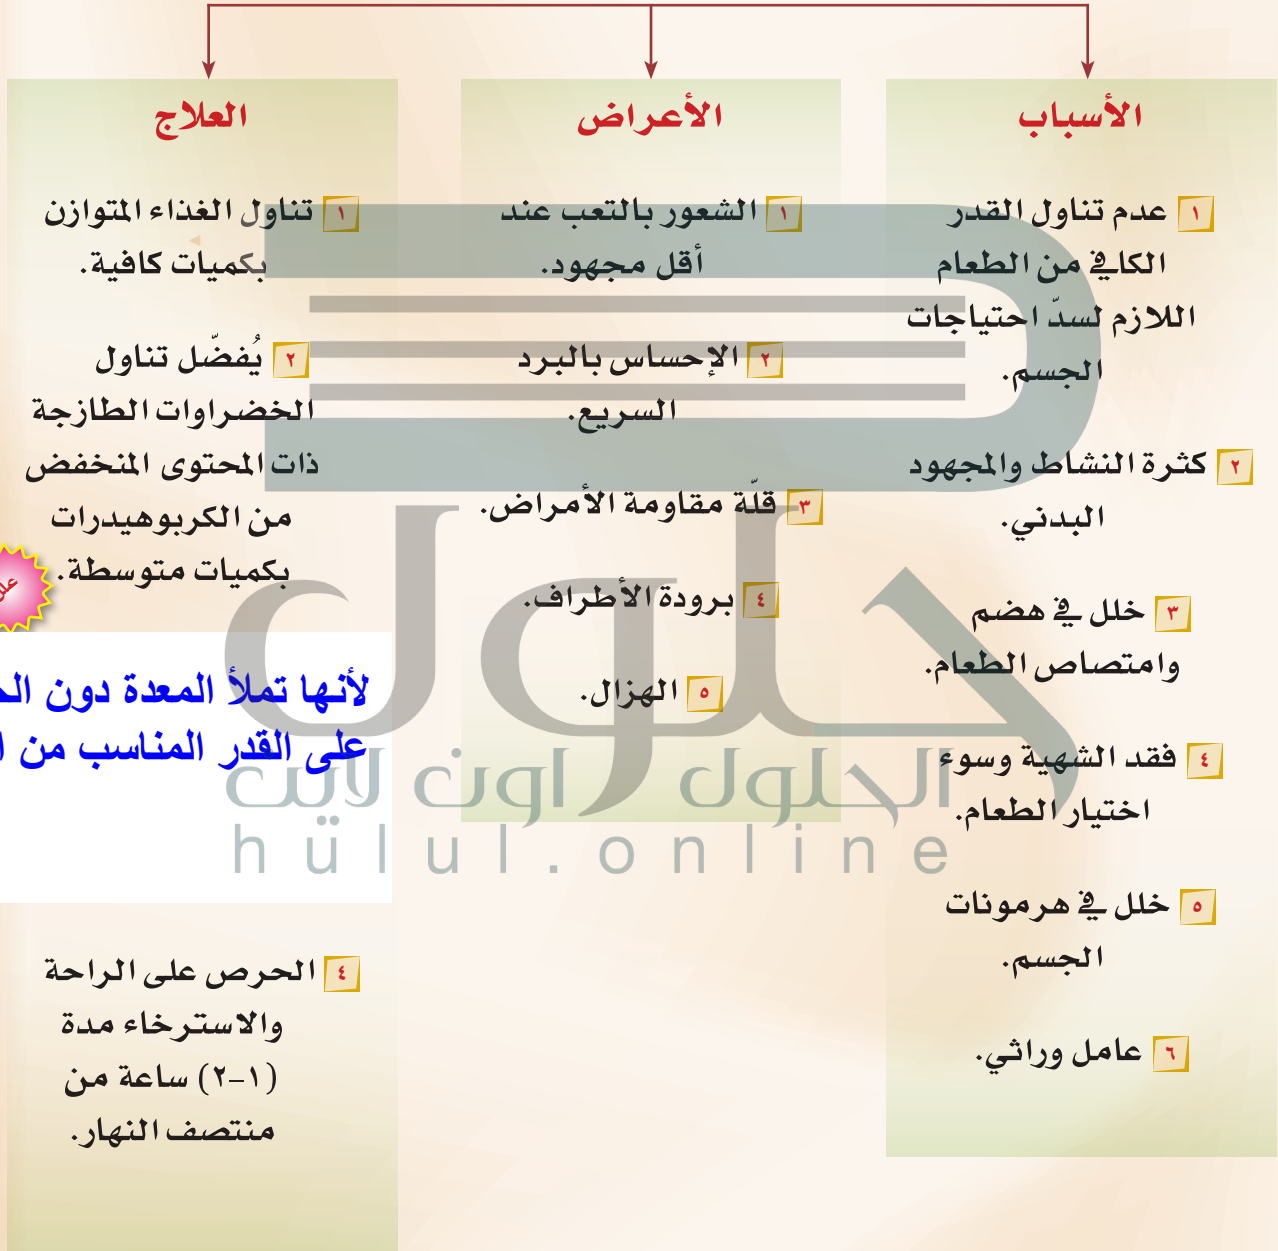 الأسباب
١ عدم تناول القدر
الكافي من الطعام
اللازم لسدّ احتياجات
الجسم.
٢ كثرة النشاط والمجهود
البدني.
٣ خلل في هضم
وامتصاص الطعام.
٤ فقد الشهية وسوء
اختيار الطعام.
٥ خلل في هرمونات
الجسم.
٦ عامل وراثي.
الأعراض
١ الشعور بالتعب عند
أقل مجهود.
٢ الإحساس بالبرد
السريع.
٣ قلّة مقاومة الأمراض.
٤ برودة الأطراف.
٥ الهزال.
العلاج
١ تناول الغذاء المتوازن
بكميات كافية.
٢ يُفضّل تناول
الخضراوات الطازجة
ذات المحتوى المنخفض
من الكربوهيدرات
بكميات متوسطة.
لأنها تملأ المعدة دون
على القدر المناسب من
٤ الحرص على الراحة
والاسترخاء مدة
(١-٢) ساعة من
منتصف النهار.
حلول
الحلول اون لاين
hülul.online